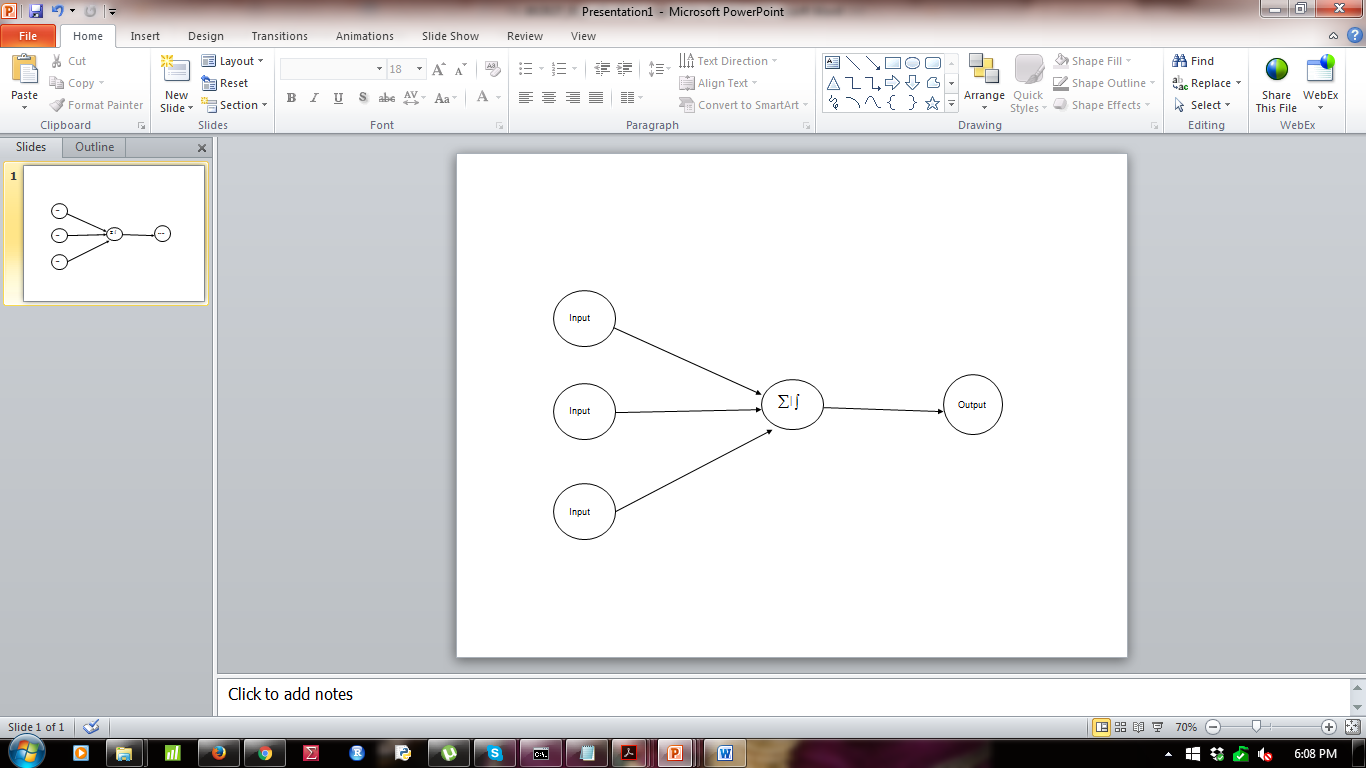 Presentation1 - Microsoft PowerPoint
File Home Insert Design Transitions Animations Slide Show Review View
Paste
Cut
Copy
Format Painter
Clipboard
New Slide
Layout
Reset
Section
Slides
18
B I U S abc AV Aa A
Font
Text Direction
Align Text
Convert to SmartArt
Paragraph
Arrange
Quick Styles
Shape Fill
Shape Outline
Shape Effects
Drawing
Find
Replace
Select
Editing
Share This File
WebEx
WebEx
Slides Outline
1
Input
Input
Input
∑|∫
Output
Click to add notes
Slide 1 of 1
70%
6:08 PM